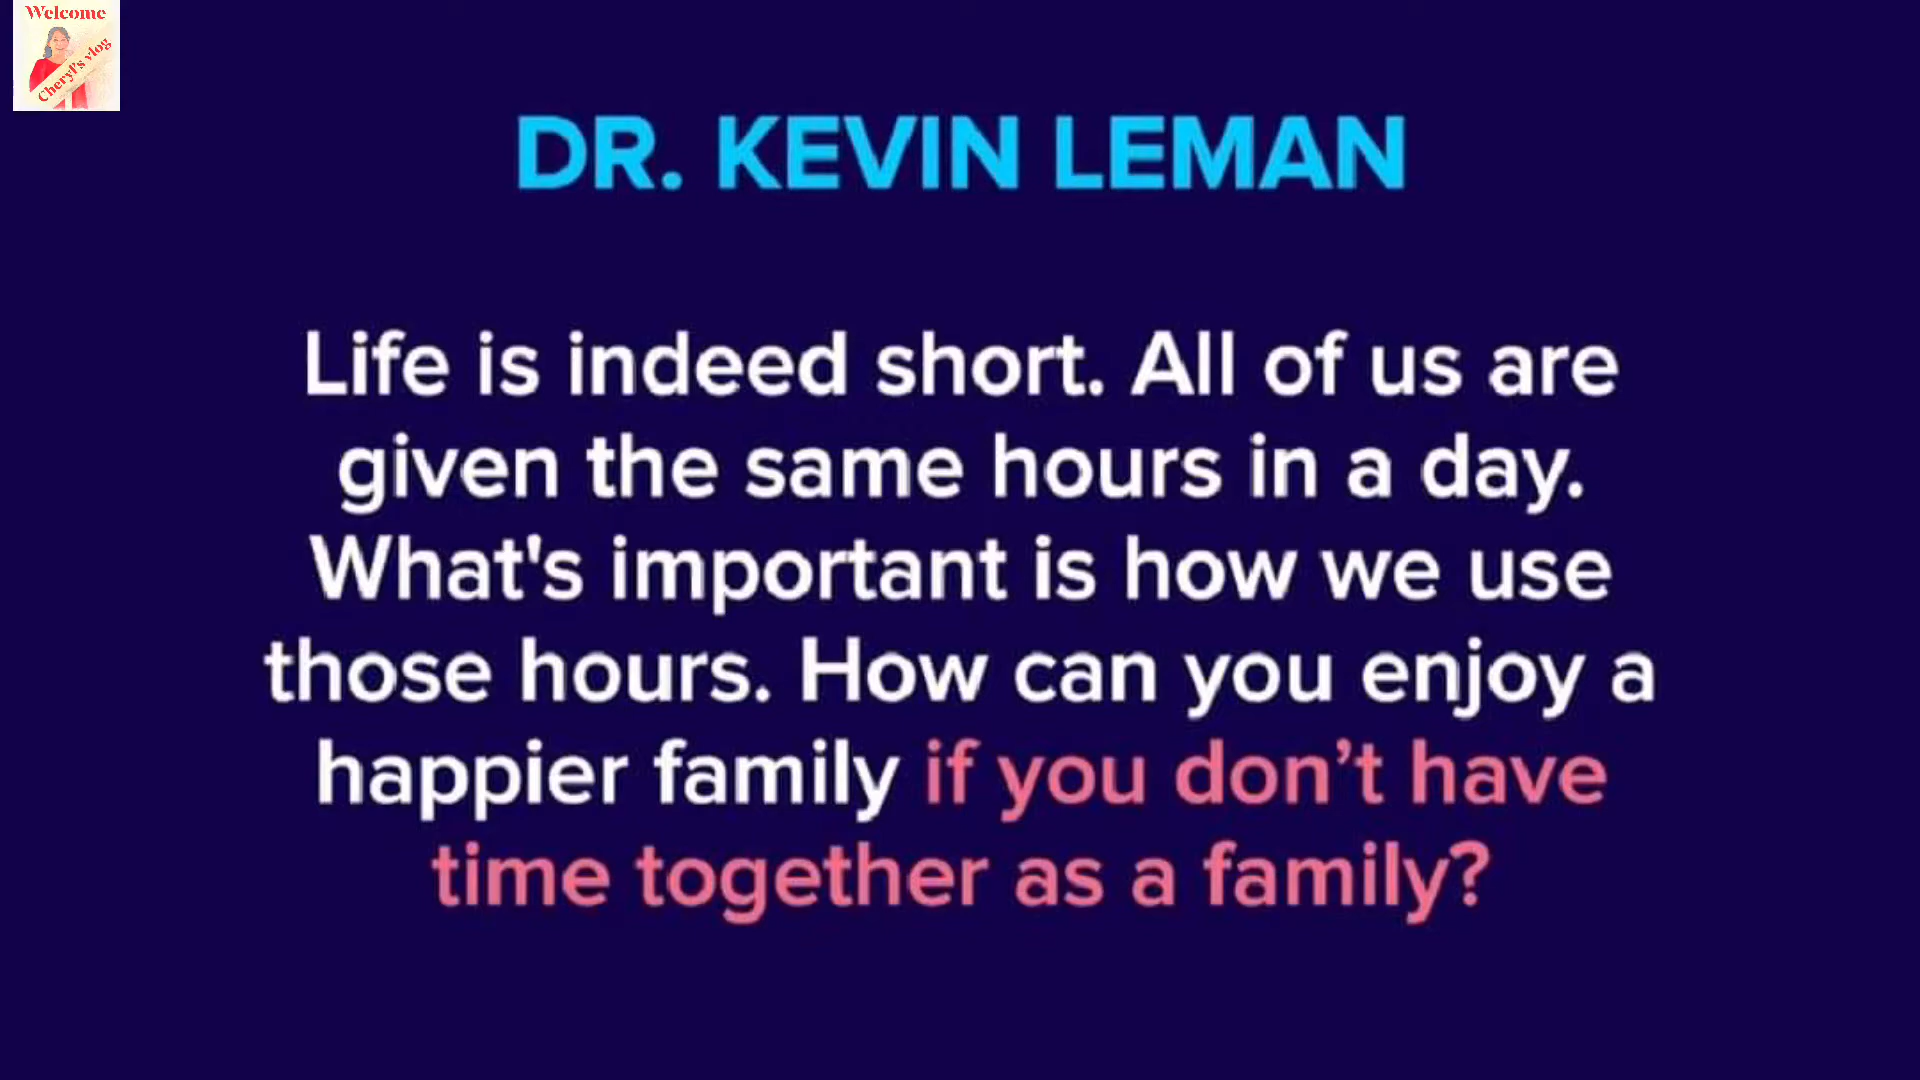 Welcome
Cheryl's vlog
DR. KEVIN LEMAN
Life is indeed short. All of us are
given the same hours in a day.
What's important is how we use
those hours. How can you enjoy a
happier family if you don’t have
time together as a family?